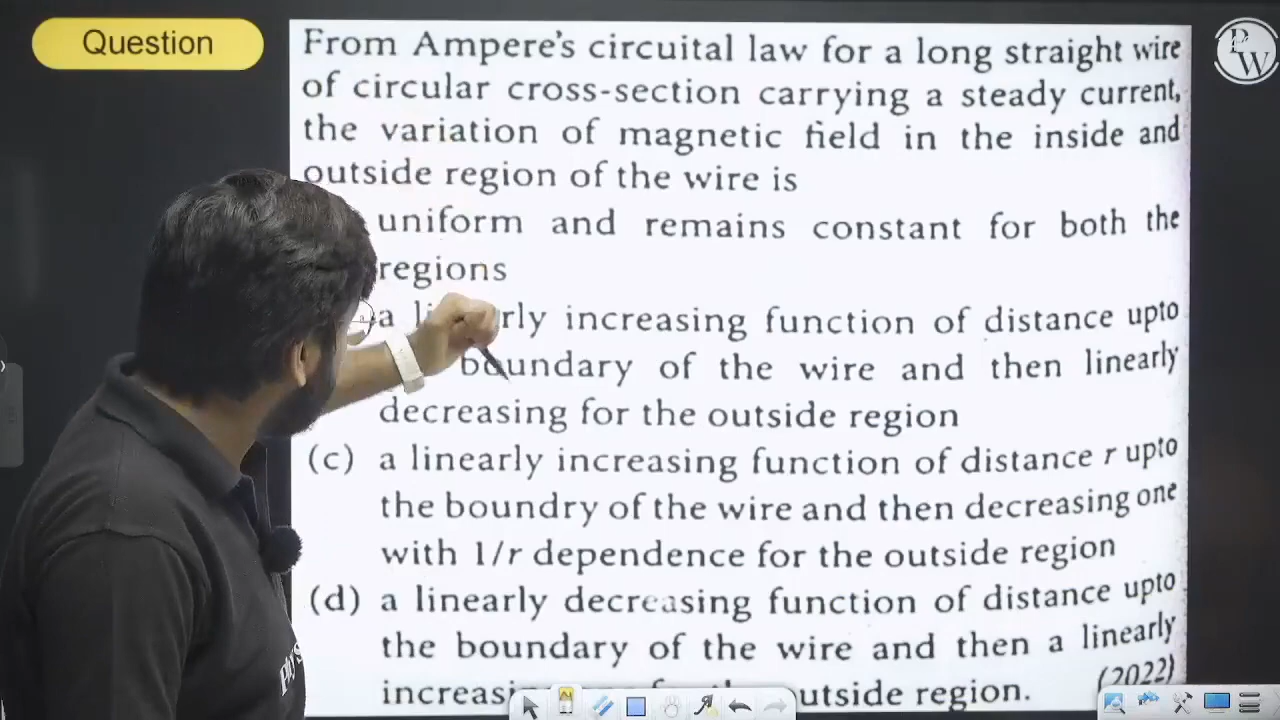 Question
From Ampere's circuital law for a long straight wire
of circular cross-section carrying a steady current,
the variation of magnetic field in the inside and
outside region of the wire is
uniform and remains constant for both the
regions
a rly increasing function of distance upto
boundary of the wire and then linearly
decreasing for the outside region
(c) a linearly increasing function of distance r upto
the boundry of the wire and then decreasing one
with 1/r dependence for the outside region
(d) a linearly decreasing function of distance upto
the boundary of the wire and then a linearly
outside region.
(2022)
PW